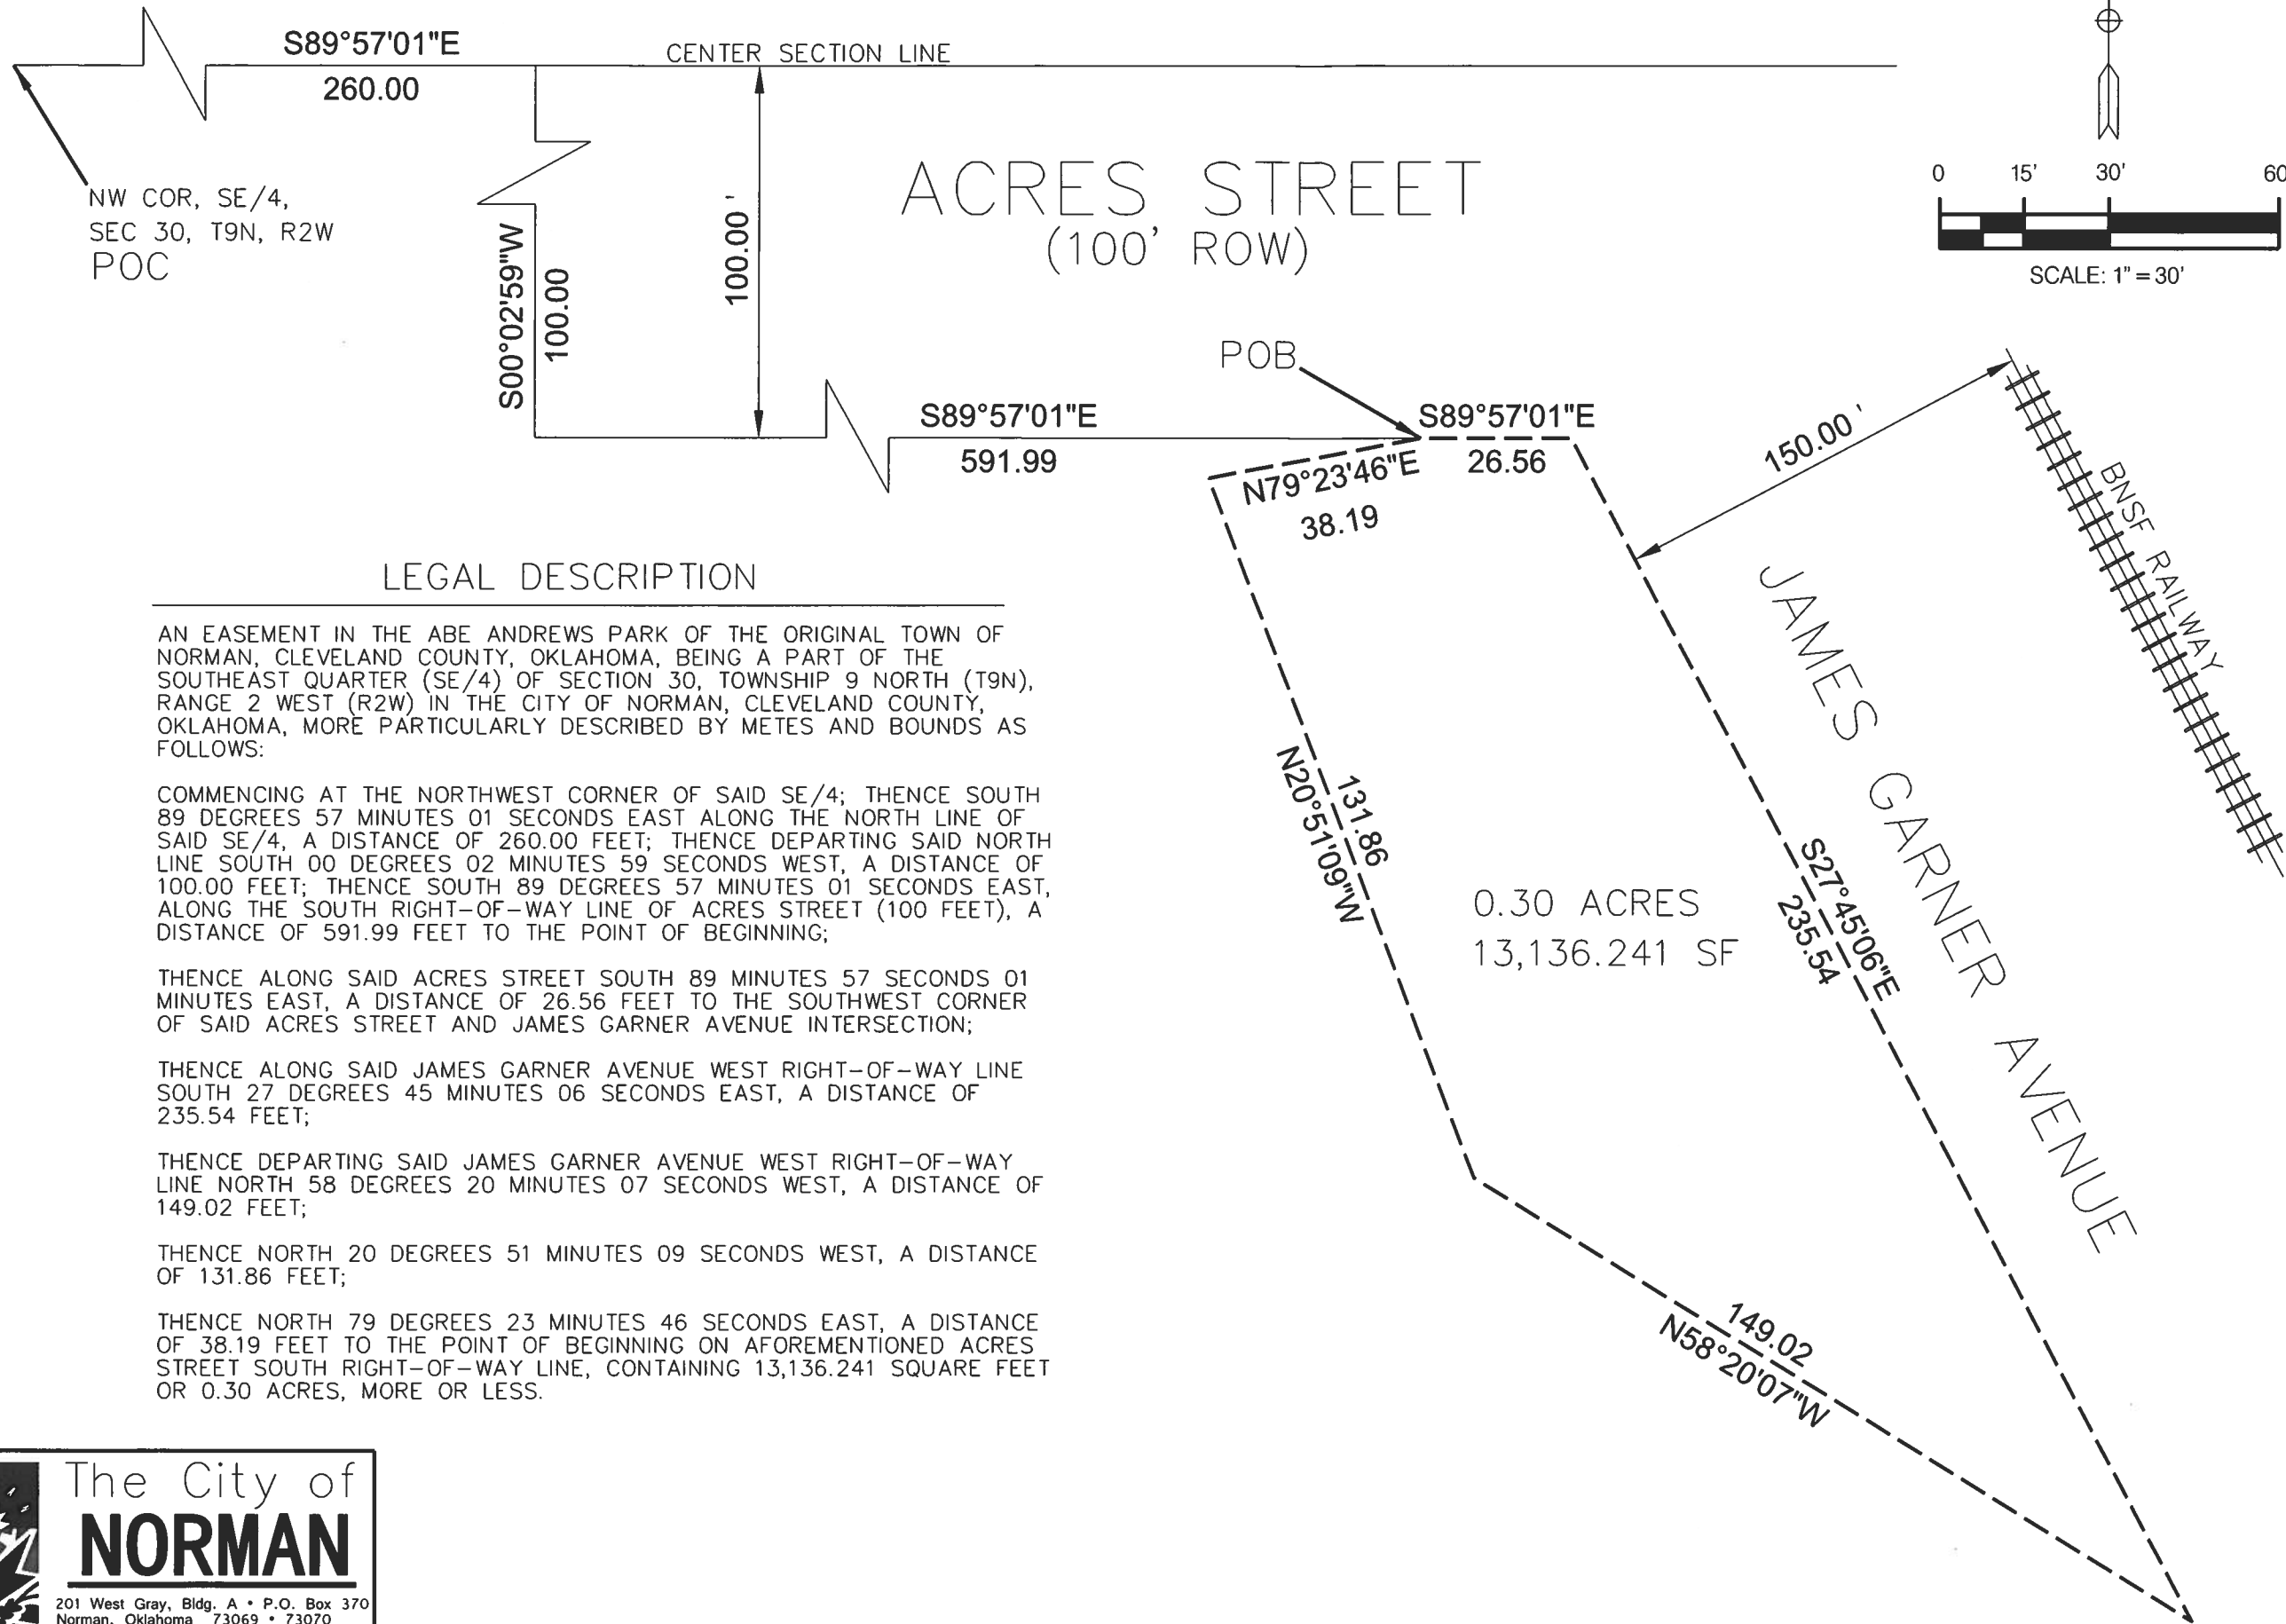 S89°57'01"E
260.00
CENTER SECTION LINE
NW COR, SE/4,
SEC 30, T9N, R2W
POC
S00°02'59"W
100.00
100.00 '
ACRES STREET
(100' ROW)
0 15' 30' 60
SCALE: 1" = 30'
POB
S89°57'01"E
591.99
S89°57'01"E
26.56
N79°23'46"E
38.19
150.00 '
BNSF RAILWAY
JAMES GARNER AVENUE
131.86
N20°51'09"W
0.30 ACRES
13,136.241 SF
S27°45'06"E
235.54
149.02
N58°20'07"W
LEGAL DESCRIPTION
AN EASEMENT IN THE ABE ANDREWS PARK OF THE ORIGINAL TOWN OF
NORMAN, CLEVELAND COUNTY, OKLAHOMA, BEING A PART OF THE
SOUTHEAST QUARTER (SE/4) OF SECTION 30, TOWNSHIP 9 NORTH (T9N),
RANGE 2 WEST (R2W) IN THE CITY OF NORMAN, CLEVELAND COUNTY,
OKLAHOMA, MORE PARTICULARLY DESCRIBED BY METES AND BOUNDS AS
FOLLOWS:
COMMENCING AT THE NORTHWEST CORNER OF SAID SE/4; THENCE SOUTH
89 DEGREES 57 MINUTES 01 SECONDS EAST ALONG THE NORTH LINE OF
SAID SE/4, A DISTANCE OF 260.00 FEET; THENCE DEPARTING SAID NORTH
LINE SOUTH 00 DEGREES 02 MINUTES 59 SECONDS WEST, A DISTANCE OF
100.00 FEET; THENCE SOUTH 89 DEGREES 57 MINUTES 01 SECONDS EAST,
ALONG THE SOUTH RIGHT-OF-WAY LINE OF ACRES STREET (100 FEET), A
DISTANCE OF 591.99 FEET TO THE POINT OF BEGINNING;
THENCE ALONG SAID ACRES STREET SOUTH 89 MINUTES 57 SECONDS 01
MINUTES EAST, A DISTANCE OF 26.56 FEET TO THE SOUTHWEST CORNER
OF SAID ACRES STREET AND JAMES GARNER AVENUE INTERSECTION;
THENCE ALONG SAID JAMES GARNER AVENUE WEST RIGHT-OF-WAY LINE
SOUTH 27 DEGREES 45 MINUTES 06 SECONDS EAST, A DISTANCE OF
235.54 FEET;
THENCE DEPARTING SAID JAMES GARNER AVENUE WEST RIGHT-OF-WAY
LINE NORTH 58 DEGREES 20 MINUTES 07 SECONDS WEST, A DISTANCE OF
149.02 FEET;
THENCE NORTH 20 DEGREES 51 MINUTES 09 SECONDS WEST, A DISTANCE
OF 131.86 FEET;
THENCE NORTH 79 DEGREES 23 MINUTES 46 SECONDS EAST, A DISTANCE
OF 38.19 FEET TO THE POINT OF BEGINNING ON AFOREMENTIONED ACRES
STREET SOUTH RIGHT-OF-WAY LINE, CONTAINING 13,136.241 SQUARE FEET
OR 0.30 ACRES, MORE OR LESS.
The City of
NORMAN
201 West Gray, Bldg. A • P.O. Box 370
Norman, Oklahoma 73069 • 73070